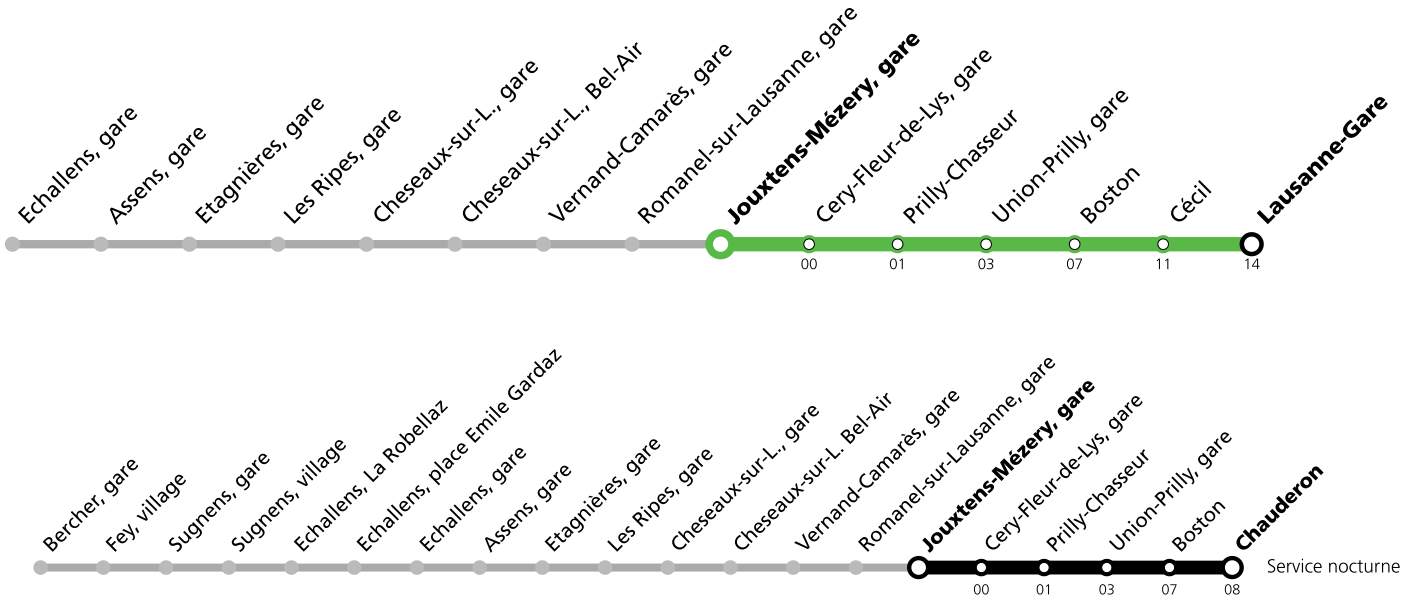 Echallens, gare
Assens, gare
Etagnières, gare
Les Ripes, gare
Cheseaux-sur-L., gare
Cheseaux-sur-L., Bel-Air
Vernand-Camarès, gare
Romanel-sur-Lausanne, gare
Jouxtens-Mézery, gare
Cery-Fleur-de-Lys, gare
Prilly-Chasseur
Union-Prilly, gare
Boston
Cécil
Lausanne-Gare
00
01
03
07
11
14
Bercher, gare
Fey, village
Sugnens, gare
Sugnens, village
Echallens, La Robellaz
Echallens, place Emile Gardaz
Echallens, gare
Assens, gare
Etagnières, gare
Les Ripes, gare
Cheseaux-sur-L., gare
Cheseaux-sur-L. Bel-Air
Vernand-Camarès, gare
Romanel-sur-Lausanne, gare
Jouxtens-Mézery, gare
Cery-Fleur-de-Lys, gare
Prilly-Chasseur
Union-Prilly, gare
Boston
Chauderon
Service nocturne
00
01
03
07
08